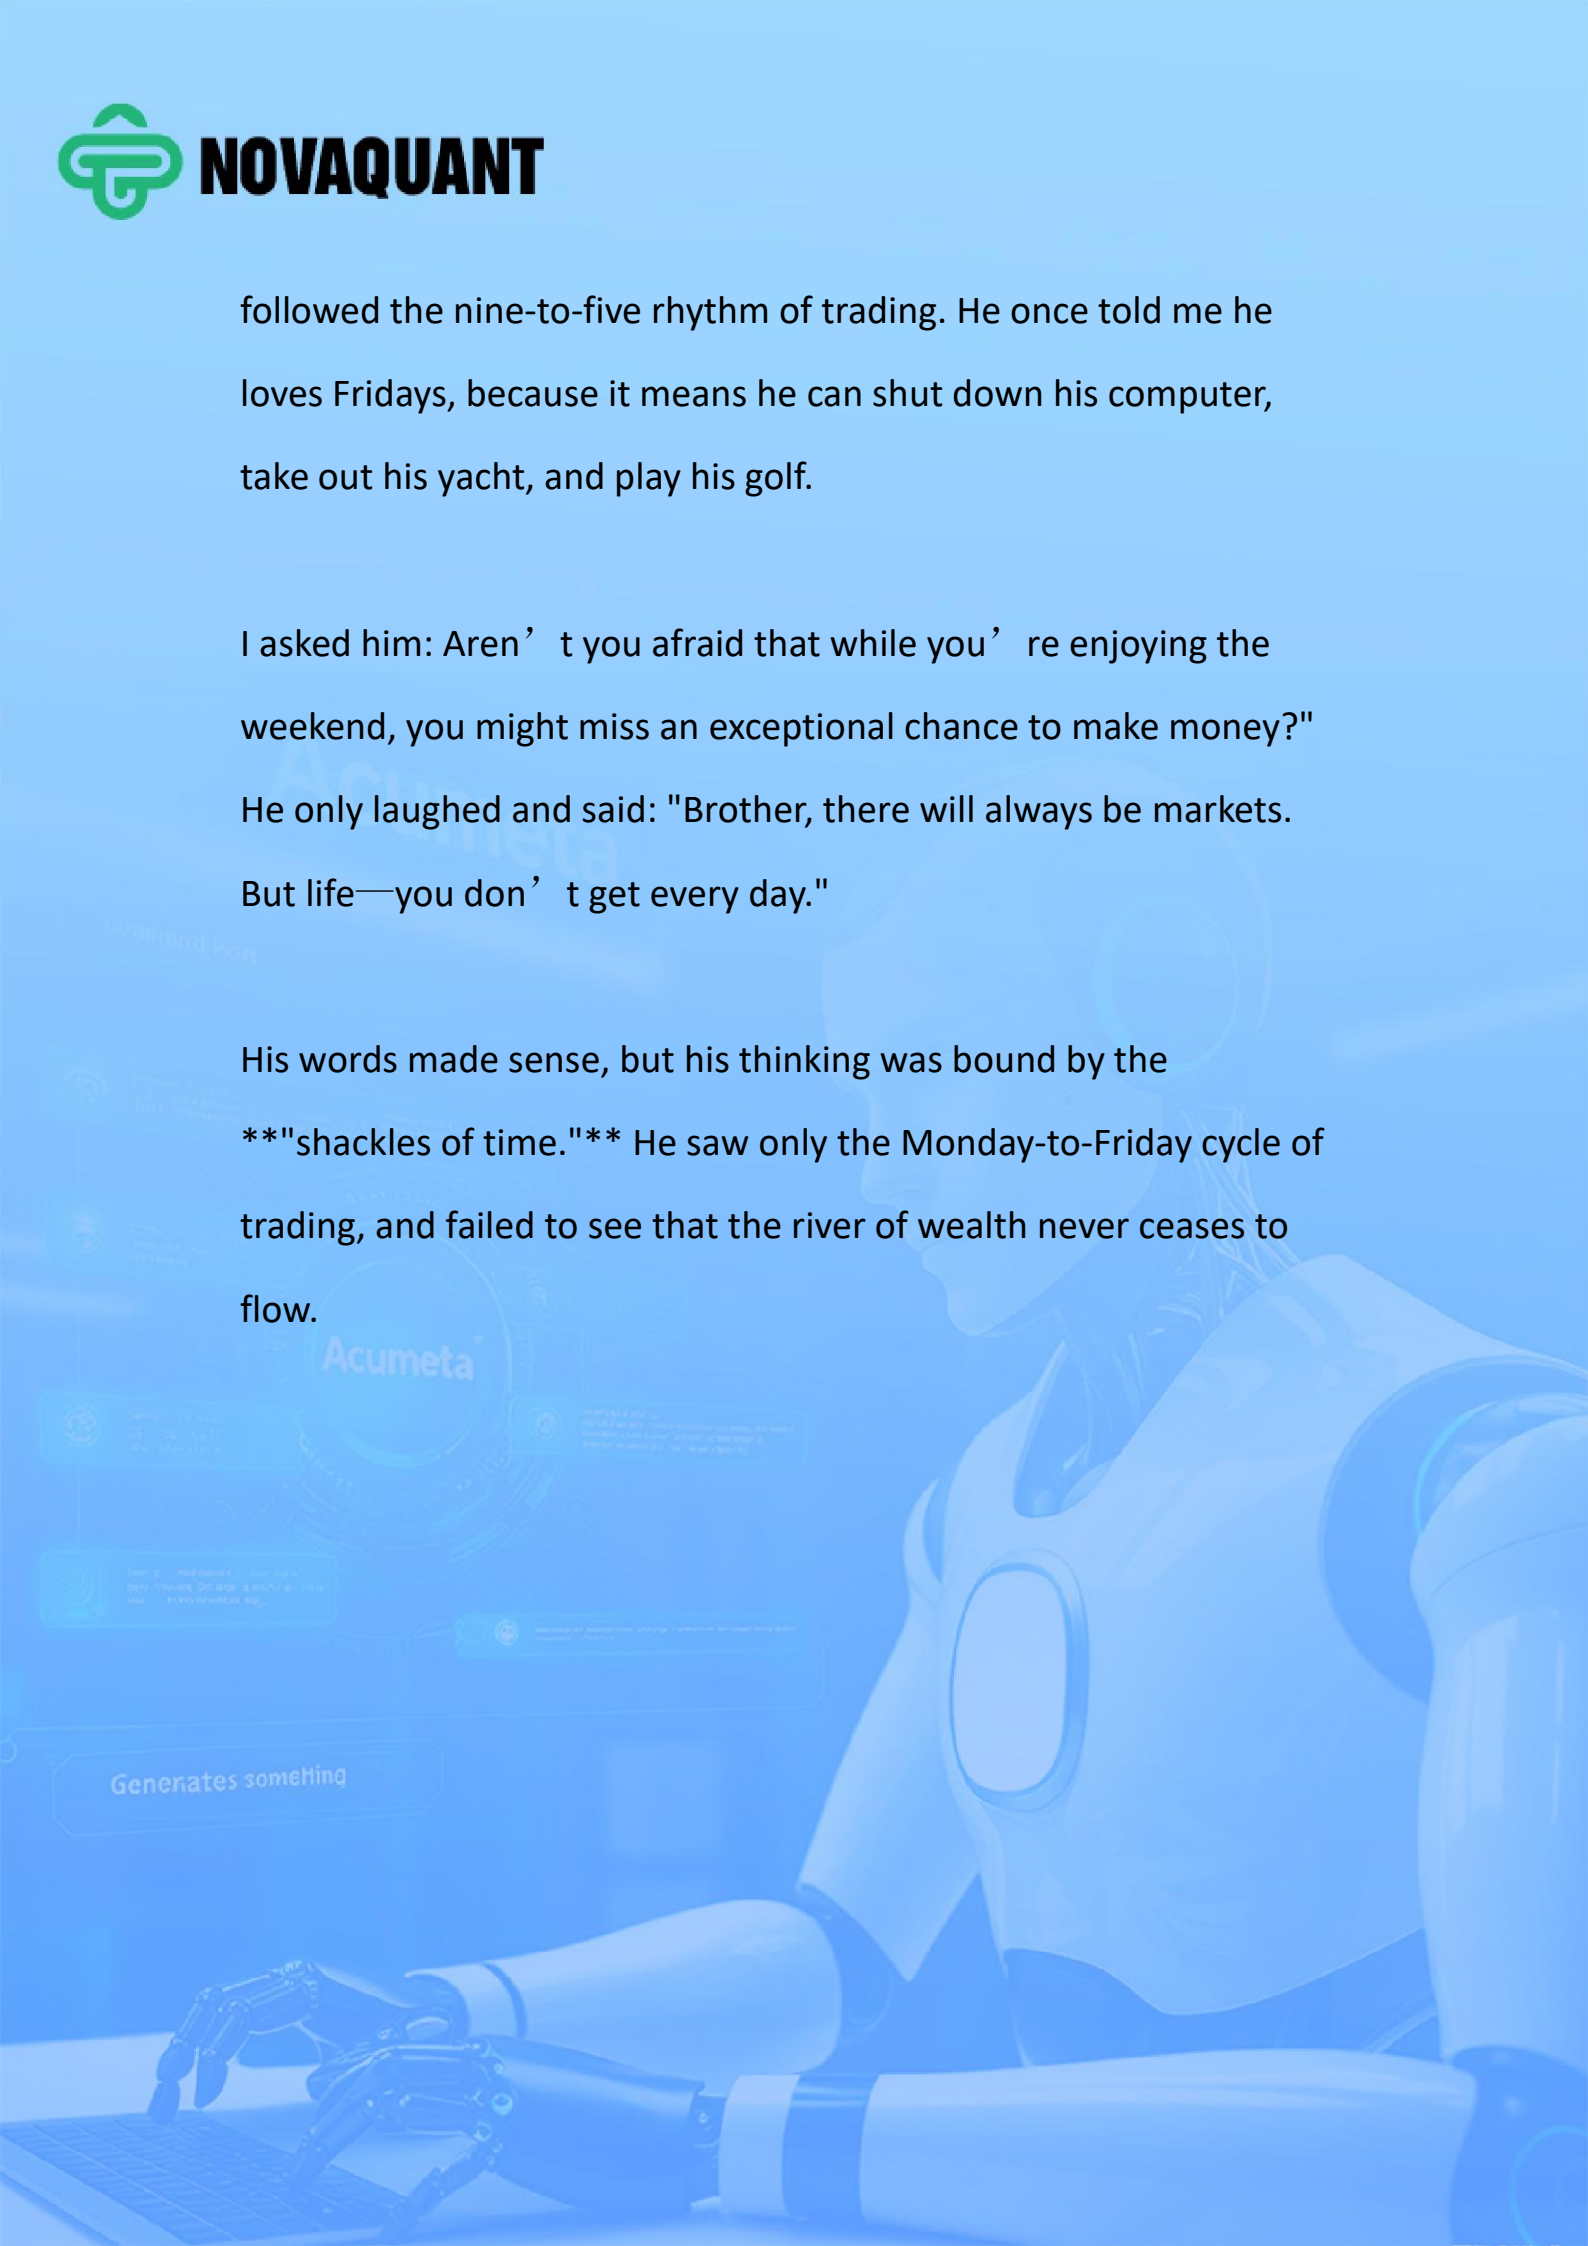 NOVAQUANT
followed the nine-to-five rhythm of trading. He once told me he
loves Fridays, because it means he can shut down his computer,
take out his yacht, and play his golf.
I asked him: Aren’t you afraid that while you’re enjoying the
weekend, you might miss an exceptional chance to make money?"
He only laughed and said: "Brother, there will always be markets.
But life—you don’t get every day."
Acumeta
Command Ron
His words made sense, but his thinking was bound by the
**"shackles of time."** He saw only the Monday-to-Friday cycle of
trading, and failed to see that the river of wealth never ceases to
flow.
Acumeta
Generates something